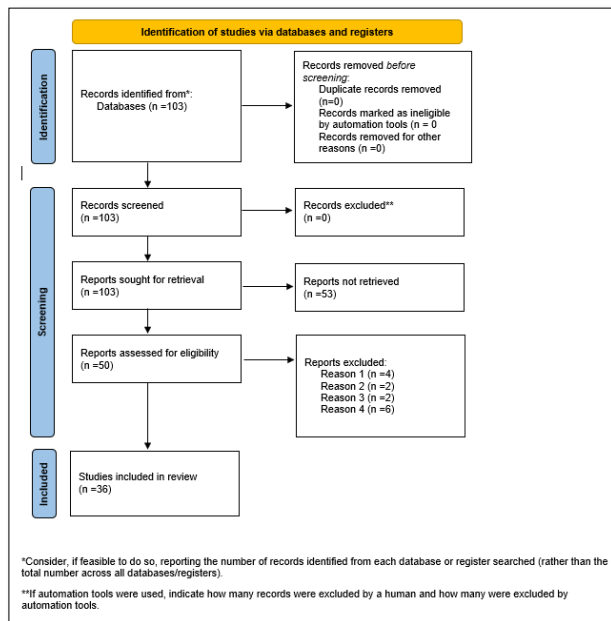 Identification of studies via databases and registers
Identification
Records identified from*:
Databases (n =103)
Records removed before
screening:
Duplicate records removed
(n=0)
Records marked as ineligible
by automation tools (n = 0
Records removed for other
reasons (n =0)
Screening
Records screened
(n =103)
Records excluded**
(n =0)
Reports sought for retrieval
(n =103)
Reports not retrieved
(n =53)
Reports assessed for eligibility
(n =50)
Reports excluded:
Reason 1 (n =4)
Reason 2 (n =2)
Reason 3 (n =2)
Reason 4 (n =6)
Included
Studies included in review
(n =36)
*Consider, if feasible to do so, reporting the number of records identified from each database or register searched (rather than the
total number across all databases/registers).
**If automation tools were used, indicate how many records were excluded by a human and how many were excluded by
automation tools.